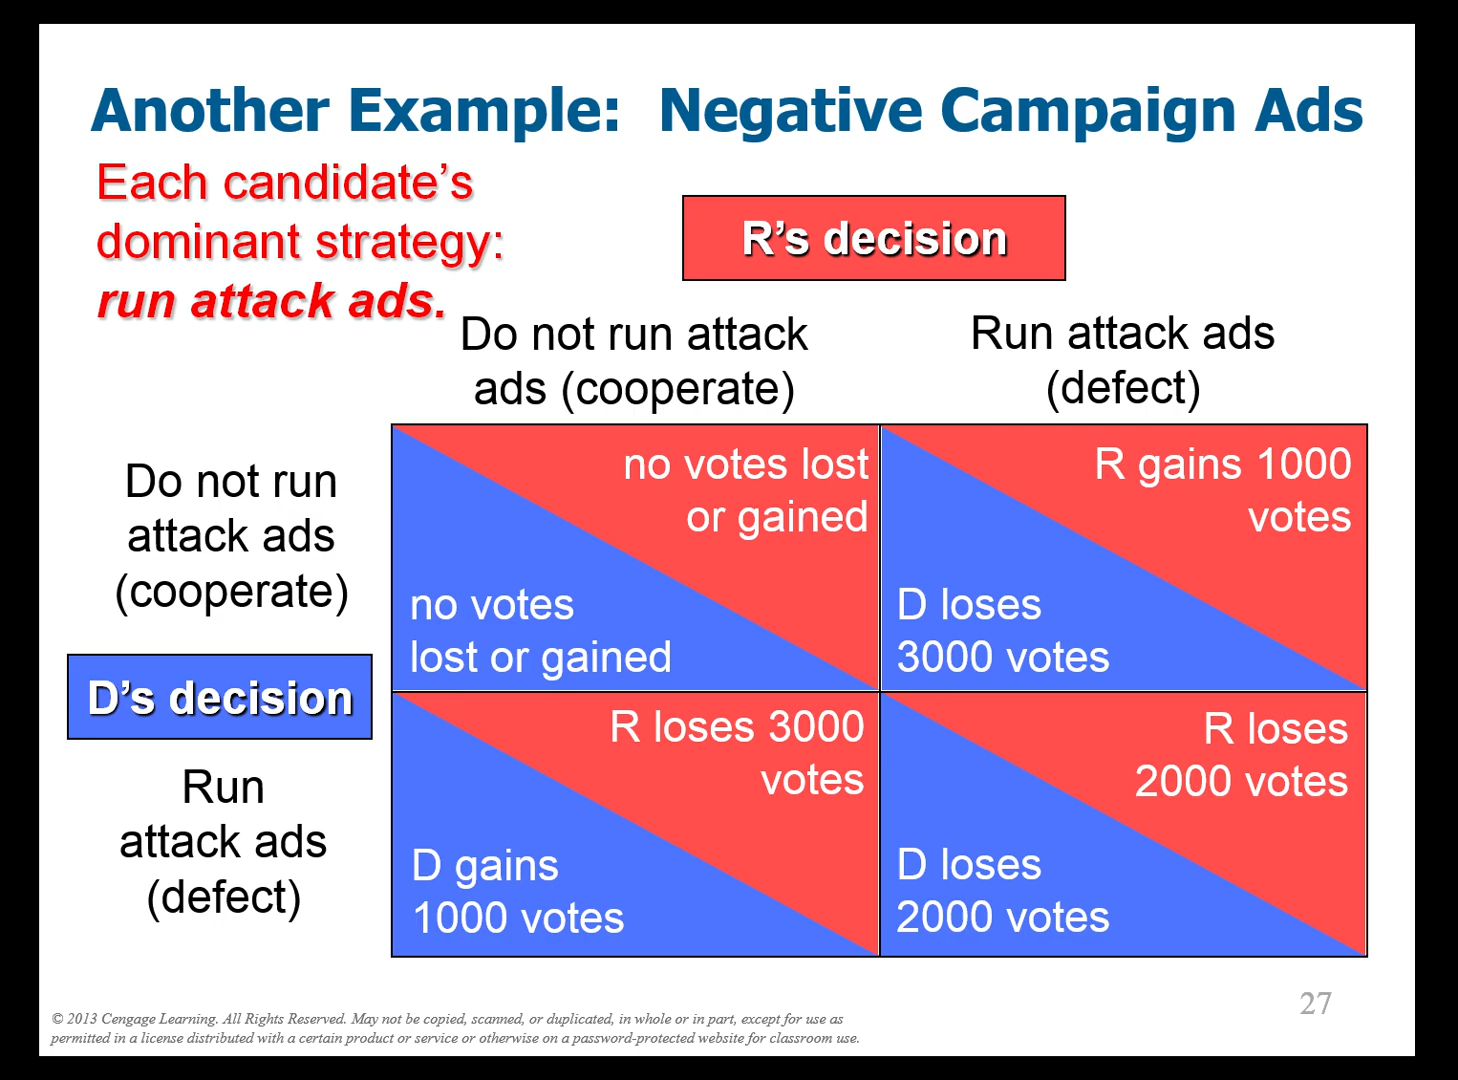 Another Example:  Negative Campaign Ads
Each candidate’s
dominant strategy:
run attack ads.
R’s decision
Do not run attack
ads (cooperate)
Run attack ads
(defect)
Do not run
attack ads
(cooperate)
no votes lost
or gained
no votes
lost or gained
R gains 1000
votes
D loses
3000 votes
D’s decision
Run
attack ads
(defect)
R loses 3000
votes
D gains
1000 votes
R loses
2000 votes
D loses
2000 votes
27
© 2013 Cengage Learning. All Rights Reserved. May not be copied, scanned, or duplicated, in whole or in part, except for use as
permitted in a license distributed with a certain product or service or otherwise on a password-protected website for classroom use.